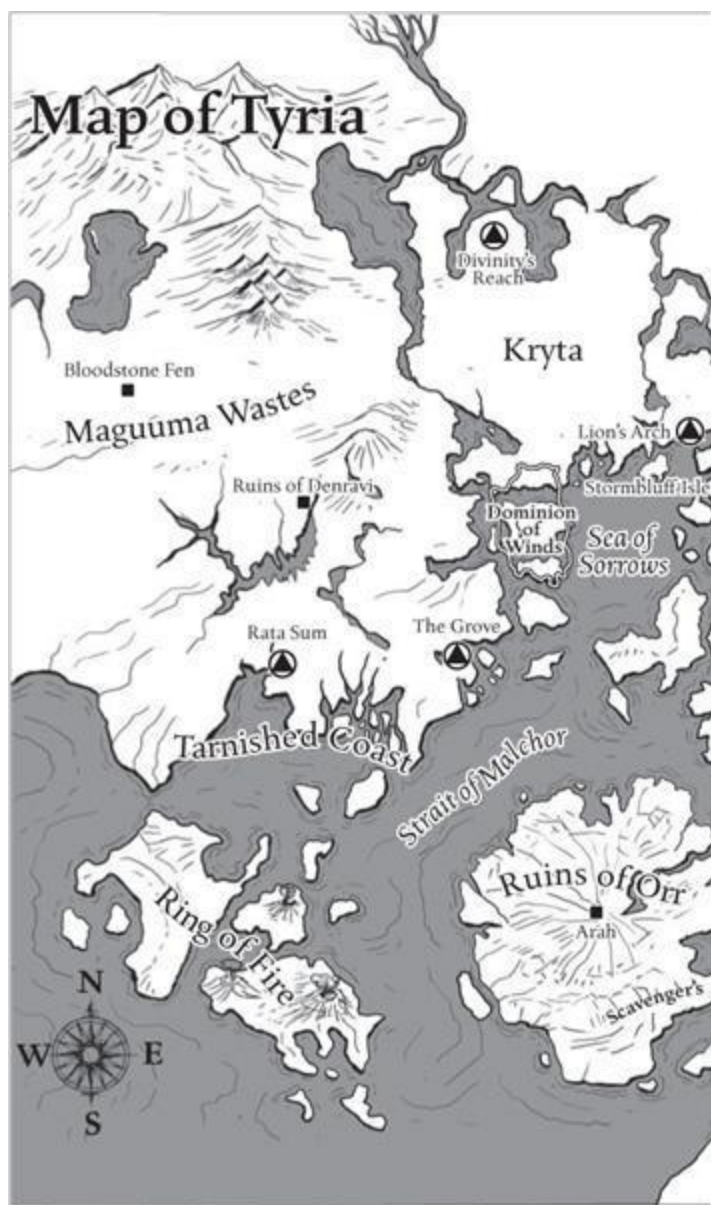 Map of Tyria
Divinity's
Reach
Kryta
Bloodstone Fen
Maguuma Wastes
Lion's Arch
Ruins of Denravi
Stormbluff Isle
Dominion
of
Winds
Sea of
Sorrows
Rata Sum
The Grove
Tarnished Coast
Strait of Malchor
Ruins of Orr
Arah
Ring of Fire
Scavenger's
N
W E
S